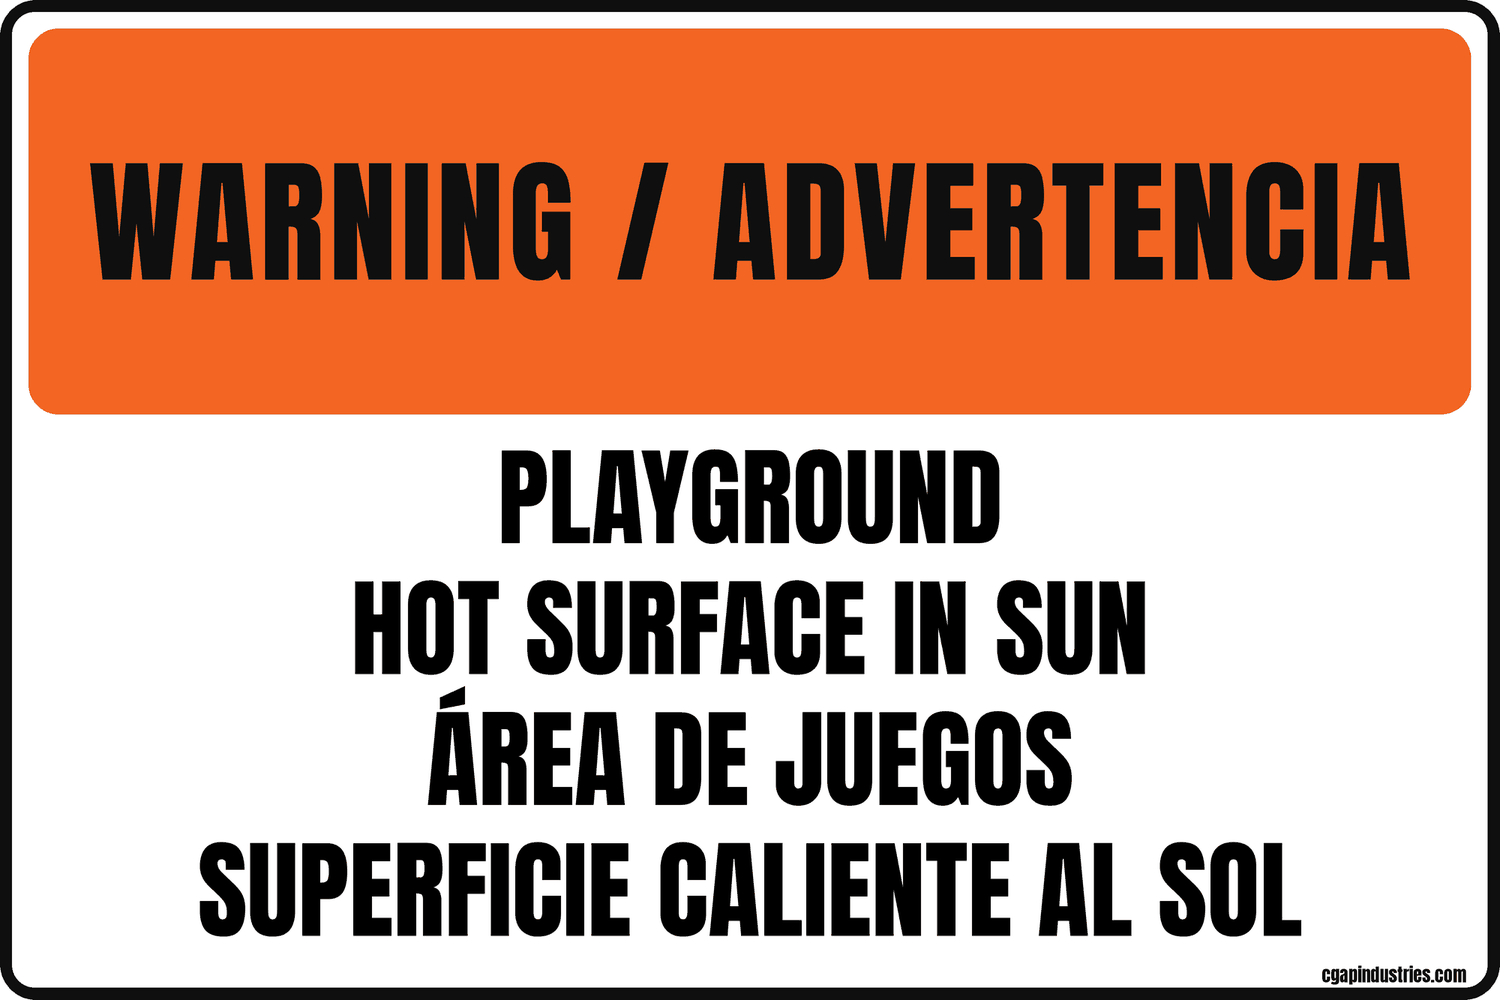 WARNING / ADVERTENCIA
PLAYGROUND
HOT SURFACE IN SUN
ÁREA DE JUEGOS
SUPERFICIE CALIENTE AL SOL
cgapindustries.com